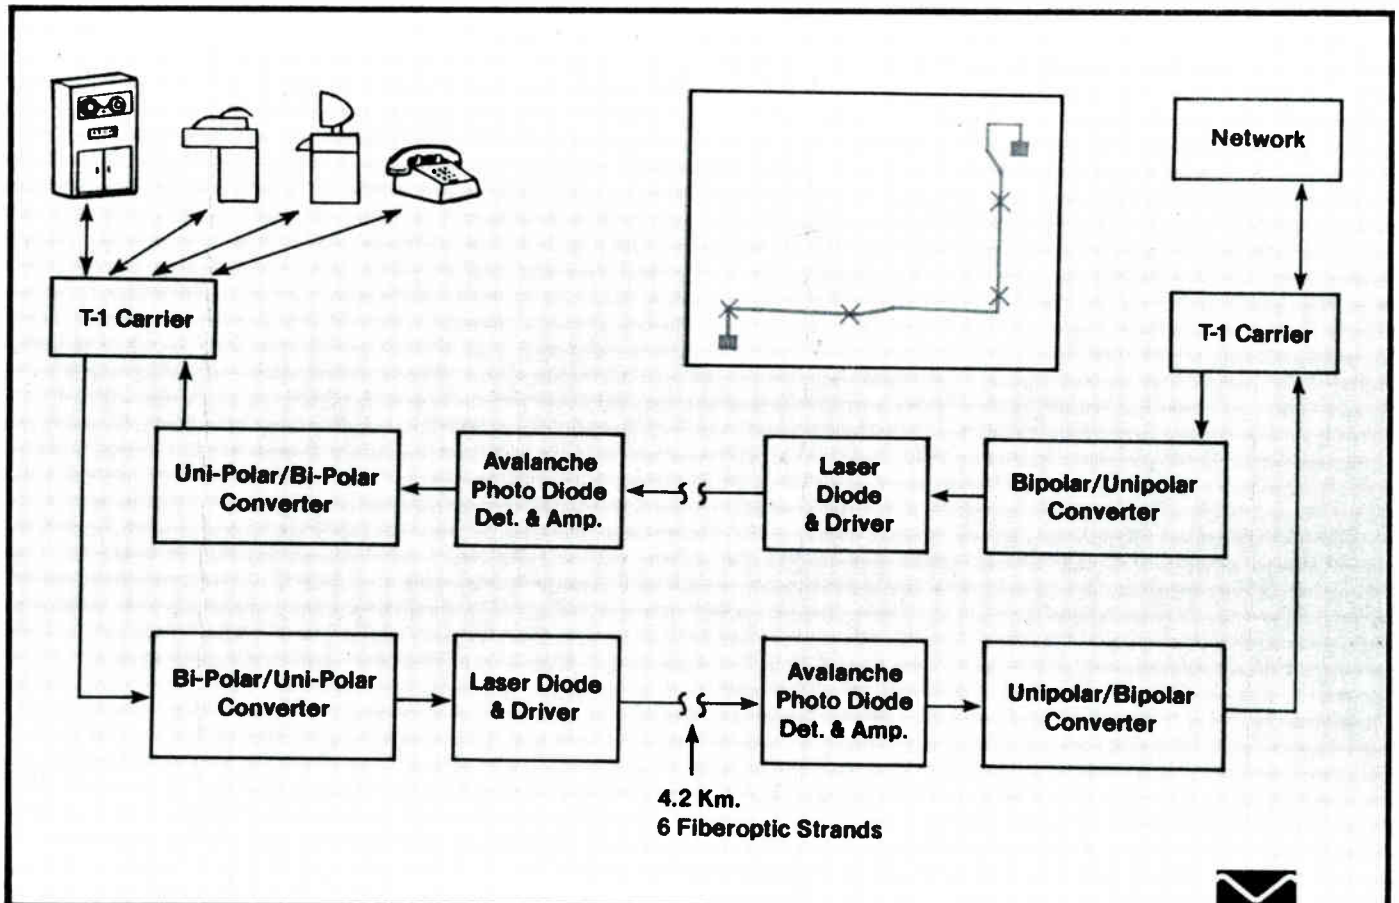 Network
T-1 Carrier
T-1 Carrier
Uni-Polar/Bi-Polar
Converter
Avalanche
Photo Diode
Det. & Amp.
Laser
Diode
& Driver
Bipolar/Unipolar
Converter
Bi-Polar/Uni-Polar
Converter
Laser Diode
& Driver
Avalanche
Photo Diode
Det. & Amp.
Unipolar/Bipolar
Converter
4.2 Km.
6 Fiberoptic Strands